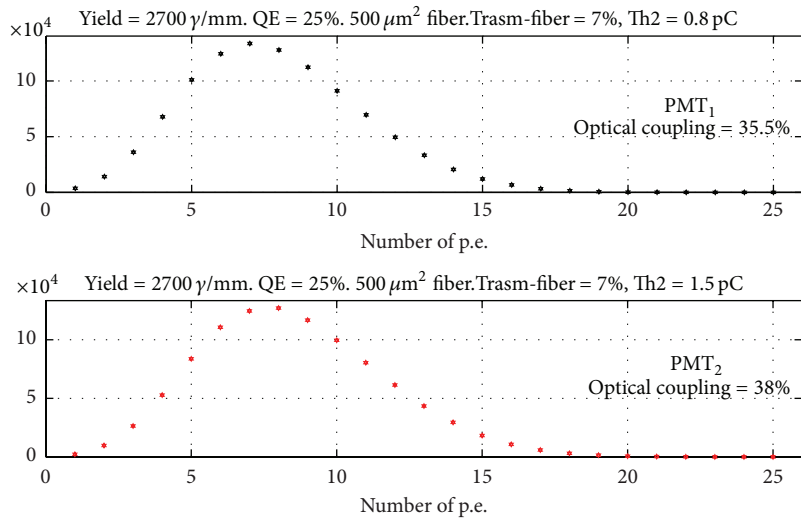 Yield = 2700 γ/mm. QE = 25%. 500 μm² fiber.Trasm-fiber = 7%, Th2 = 0.8 pC
×10⁴
10
5
0
PMT₁
Optical coupling = 35.5%
0 5 10 15 20 25
Number of p.e.
Yield = 2700 γ/mm. QE = 25%. 500 μm² fiber.Trasm-fiber = 7%, Th2 = 1.5 pC
×10⁴
10
5
0
PMT₂
Optical coupling = 38%
0 5 10 15 20 25
Number of p.e.